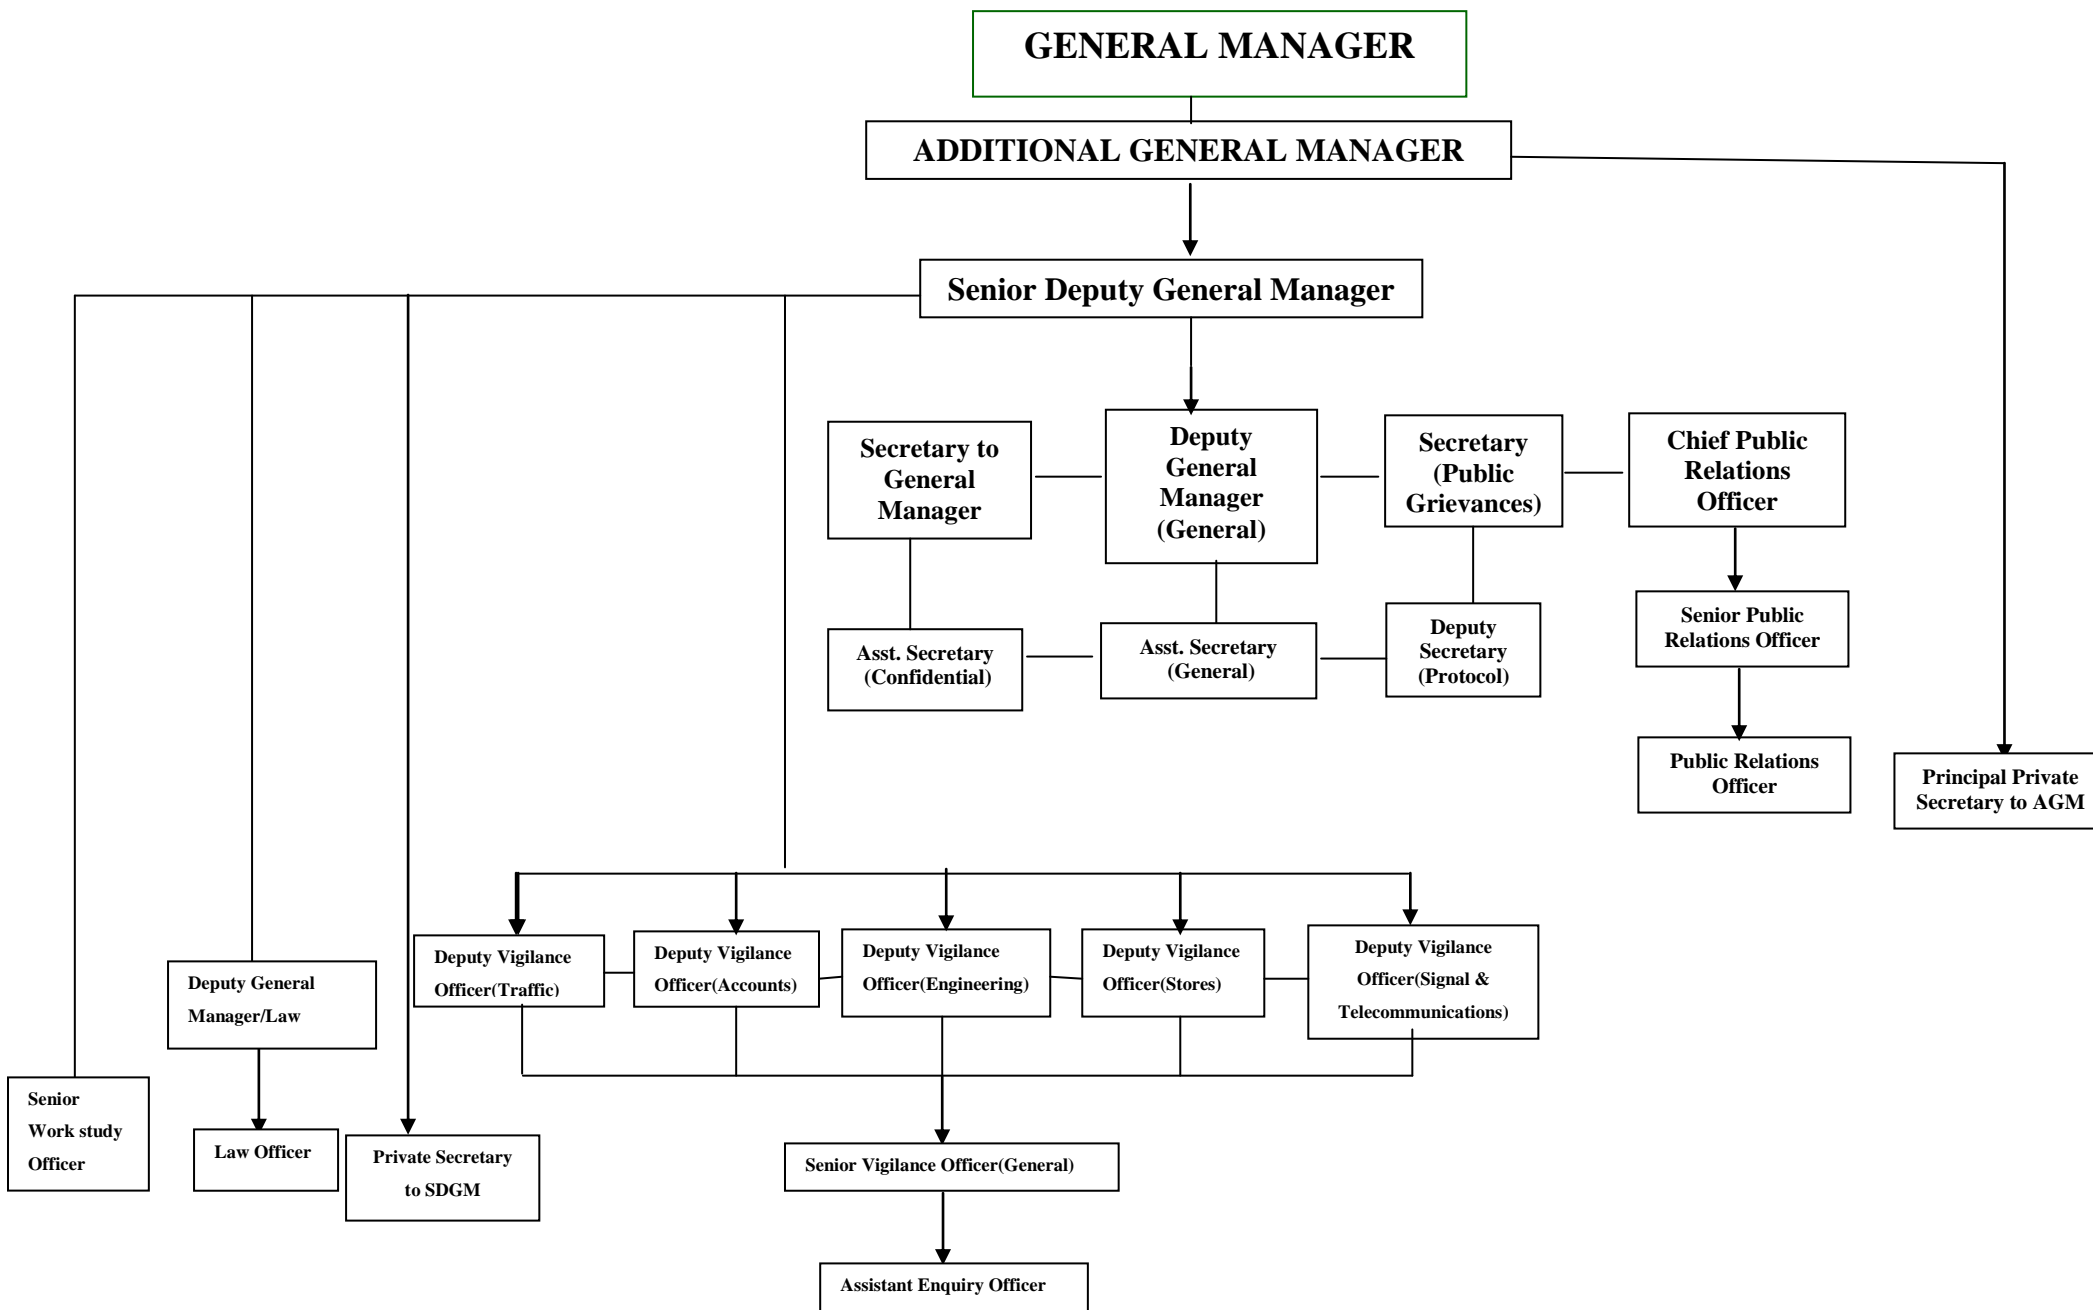 GENERAL MANAGER
ADDITIONAL GENERAL MANAGER
Senior Deputy General Manager
Secretary to
General
Manager
Deputy
General
Manager
(General)
Secretary
(Public
Grievances)
Chief Public
Relations
Officer
Asst. Secretary
(Confidential)
Asst. Secretary
(General)
Deputy
Secretary
(Protocol)
Senior Public
Relations Officer
Public Relations
Officer
Principal Private
Secretary to AGM
Deputy Vigilance
Officer(Traffic)
Deputy Vigilance
Officer(Accounts)
Deputy Vigilance
Officer(Engineering)
Deputy Vigilance
Officer(Stores)
Deputy Vigilance
Officer(Signal &
Telecommunications)
Deputy General
Manager/Law
Senior
Work study
Officer
Law Officer
Private Secretary
to SDGM
Senior Vigilance Officer(General)
Assistant Enquiry Officer